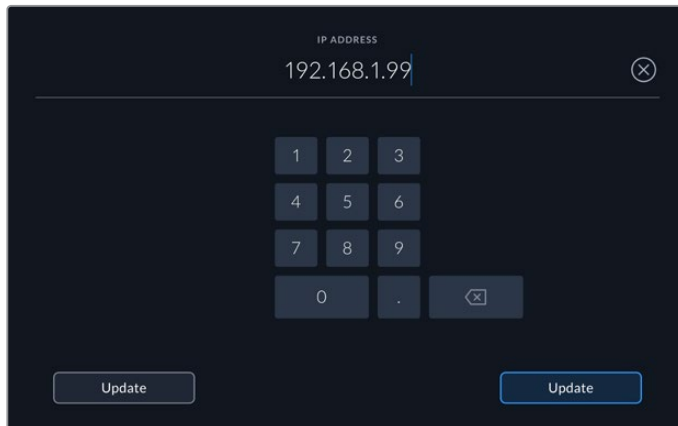 IP ADDRESS
192.168.1.99
1 2 3
4 5 6
7 8 9
0 .
Update Update